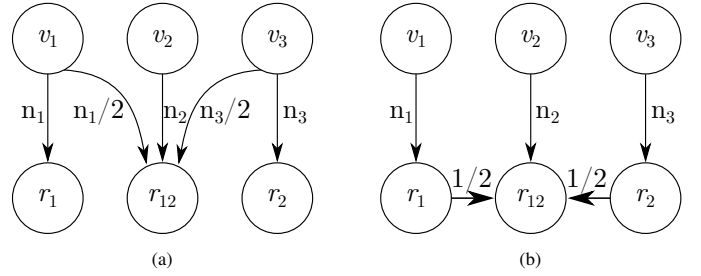 v₁ v₂ v₃ v₁ v₂ v₃
n₁ n₁/2 n₂ n₃/2 n₃ n₁ n₂ n₃
r₁ r₁₂ r₂ r₁ 1/2 r₁₂ 1/2 r₂
(a) (b)